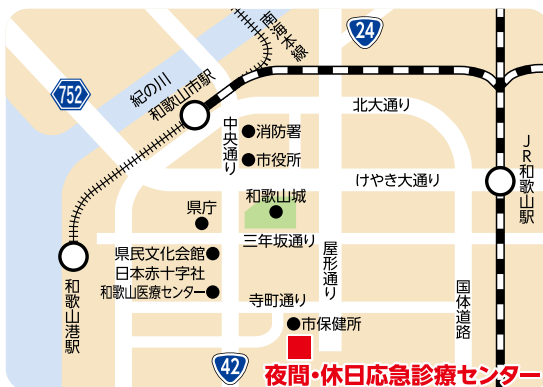 南海本線
24
752
紀の川
和歌山市駅
北大通り
中央通り
消防署
市役所
けやき大通り
JR和歌山駅
和歌山城
県庁
三年坂通り
県民文化会館
日本赤十字社
和歌山医療センター
屋形通り
国体道路
和歌山港駅
寺町通り
市保健所
42
夜間・休日応急診療センター